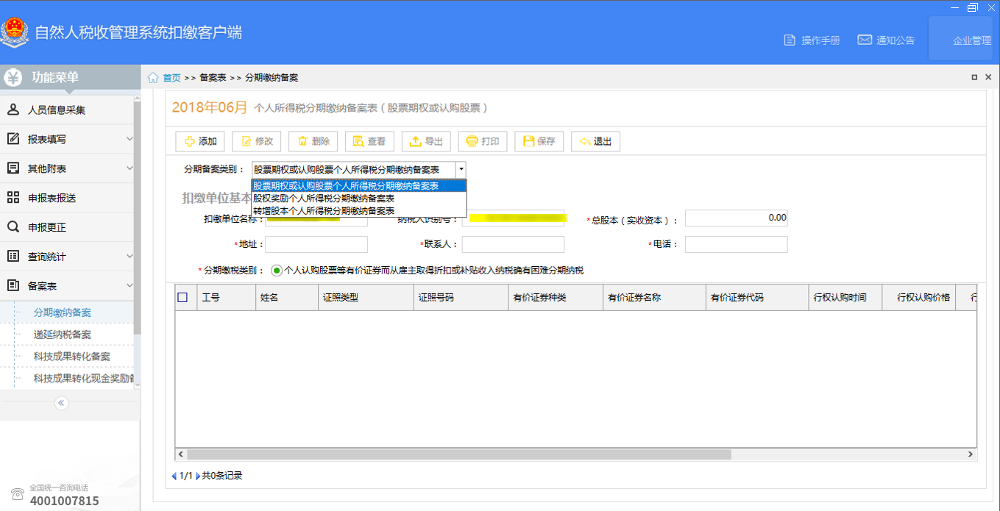 自然人税收管理系统扣缴客户端
操作手册 通知公告 企业管理
功能菜单
首页 >> 备案表 >> 分期缴纳备案
人员信息采集
报表填写
其他附表
申报表报送
申报更正
查询统计
备案表
分期缴纳备案
递延纳税备案
科技成果转化备案
科技成果转化现金奖励备
全国统一咨询电话
4001007815
2018年06月 个人所得税分期缴纳备案表（股票期权或认购股票）
添加 修改 删除 查看 导出 打印 保存 退出
分期备案类别： 股票期权或认购股票个人所得税分期缴纳备案表
股票期权或认购股票个人所得税分期缴纳备案表
股权奖励个人所得税分期缴纳备案表
转增股本个人所得税分期缴纳备案表
扣缴单位基本
扣缴单位名称： 纳税人识别号： *总股本（实收资本）： 0.00
*地址： *联系人： *电话：
*分期缴税类别： 个人认购股票等有价证券而从雇主取得折扣或补贴收入纳税确有困难分期纳税
工号 姓名 证照类型 证照号码 有价证券种类 有价证券名称 有价证券代码 行权认购时间 行权认购价格 行
1/1 共0条记录